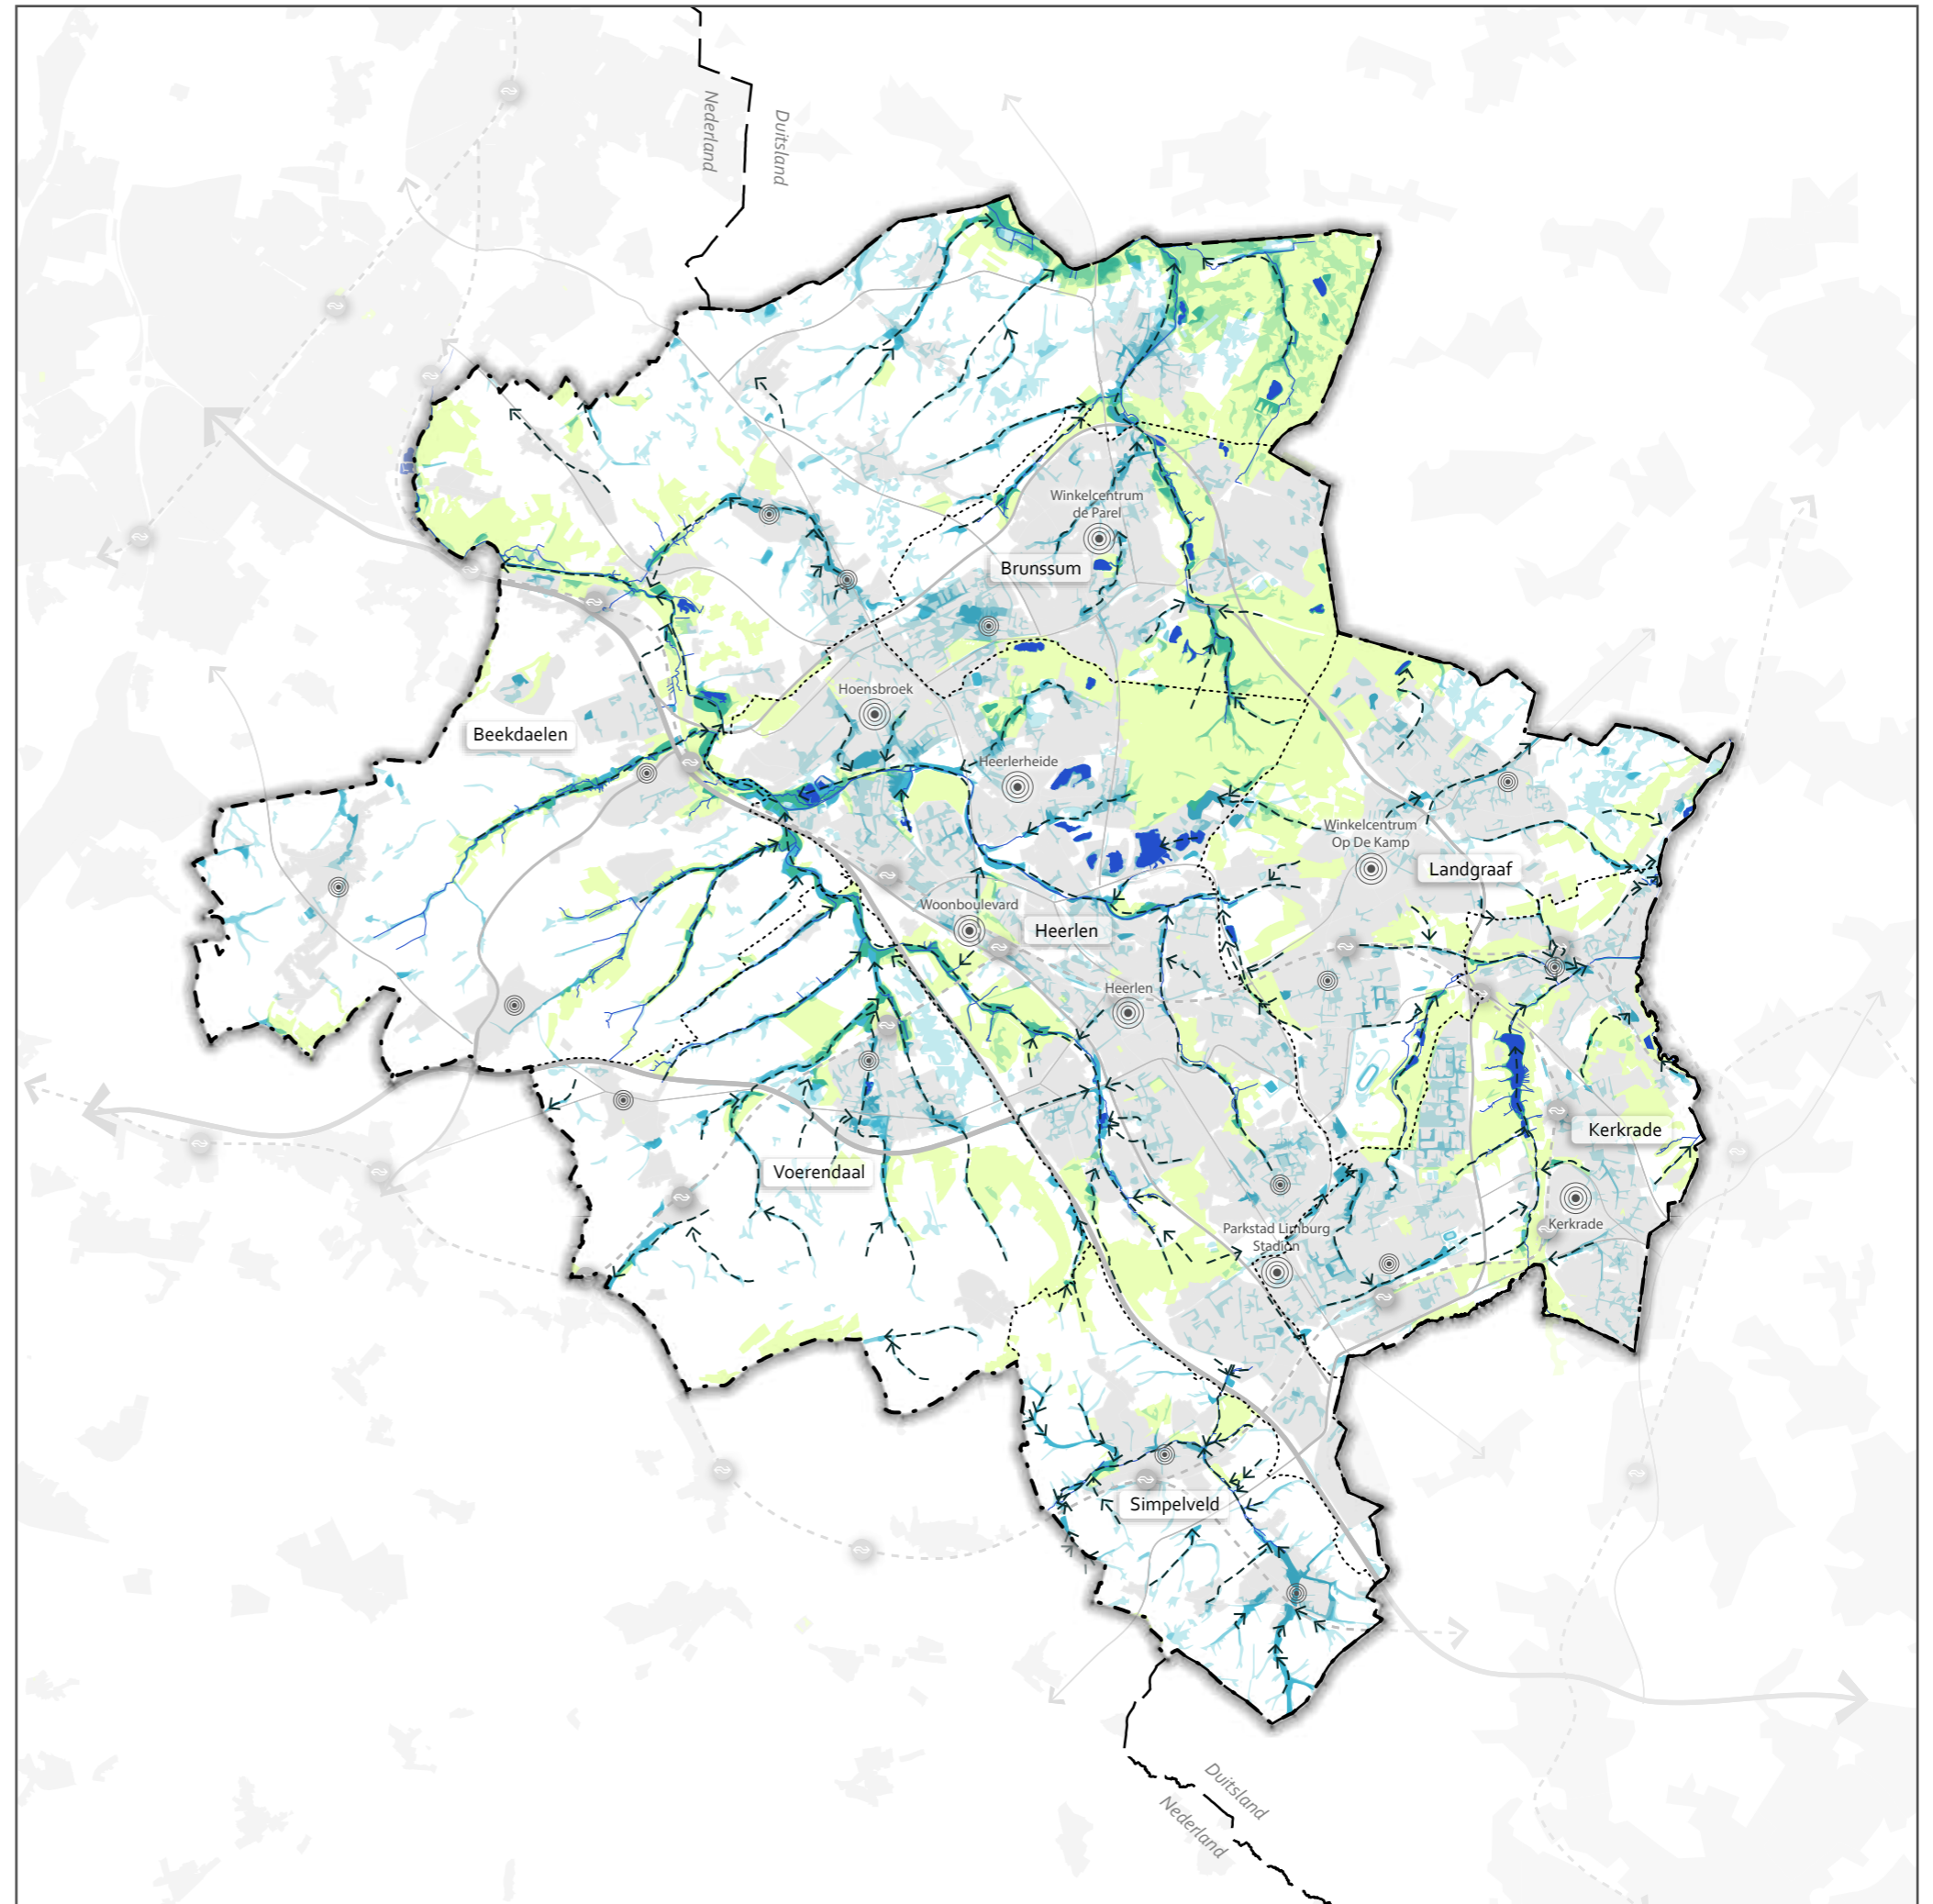 Nederland
Duitsland
Winkelcentrum
de Parel
Brunssum
Hoensbroek
Beekdaelen
Heerlerheide
Winkelcentrum
Op De Kamp
Landgraaf
Woonboulevard
Heerlen
Heerlen
Kerkrade
Voerendaal
Kerkrade
Parkstad Limburg
Stadion
Simpelveld
Duitsland
Nederland